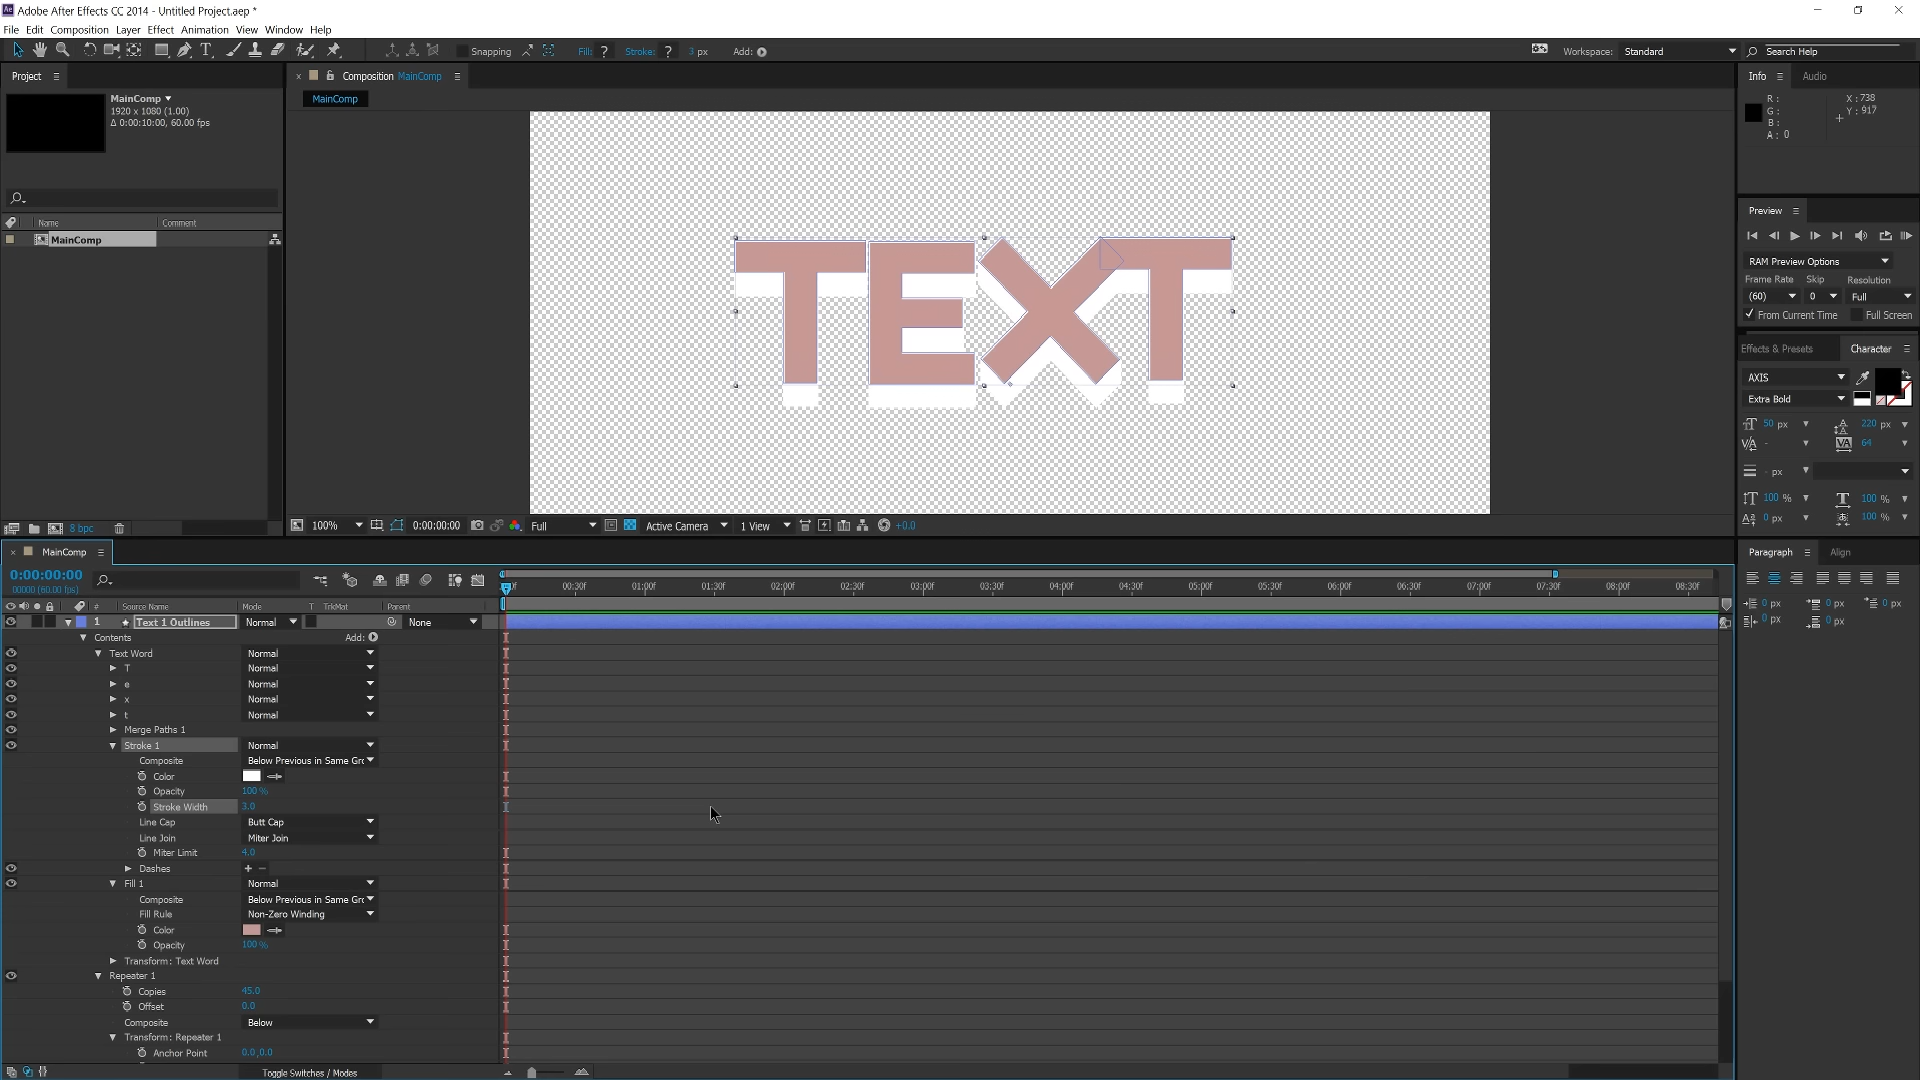 Adobe After Effects CC 2014 - Untitled Project.aep *
File Edit Composition Layer Effect Animation View Window Help
Snapping Fill: ? Stroke: ? 3 px Add:
Workspace: Standard Search Help
Project
MainComp
1920 x 1080 (1.00)
Δ 0:00:10:00, 60.00 fps
Name Comment
MainComp
8 bpc
Composition MainComp
MainComp
TEXT
100% 0:00:00:00 Full Active Camera 1 View +0.0
Info Audio
R :
G :
B :
A : 0
X : 738
Y : 917
Preview
RAM Preview Options
Frame Rate Skip Resolution
(60) 0 Full
From Current Time Full Screen
Effects & Presets Character
AXIS
Extra Bold
50 px 220 px
- 64
- px
100 % 100 %
0 px 100 %
Paragraph Align
0 px 0 px 0 px
0 px 0 px
MainComp
0:00:00:00
00000 (60.00 fps)
00:30f 01:00f 01:30f 02:00f 02:30f 03:00f 03:30f 04:00f 04:30f 05:00f 05:30f 06:00f 06:30f 07:00f 07:30f 08:00f 08:30f
# Source Name Mode T TrkMat Parent
1 Text 1 Outlines Normal None
Contents Add:
Text Word Normal
T Normal
e Normal
x Normal
t Normal
Merge Paths 1
Stroke 1 Normal
Composite Below Previous in Same Gr
Color
Opacity 100 %
Stroke Width 3.0
Line Cap Butt Cap
Line Join Miter Join
Miter Limit 4.0
Dashes + −
Fill 1 Normal
Composite Below Previous in Same Gr
Fill Rule Non-Zero Winding
Color
Opacity 100 %
Transform: Text Word
Repeater 1
Copies 45.0
Offset 0.0
Composite Below
Transform: Repeater 1
Anchor Point 0.0,0.0
Toggle Switches / Modes